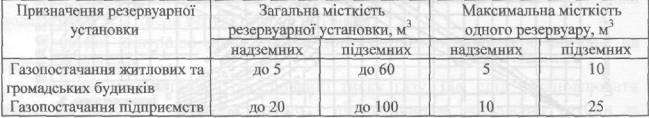 Призначення резервуарної установки
Загальна місткість резервуарної установки, м³
Максимальна місткість одного резервуару, м³
надземних підземних надземних підземних
Газопостачання житлових та громадських будинків до 5 до 60 5 10
Газопостачання підприємств до 20 до 100 10 25